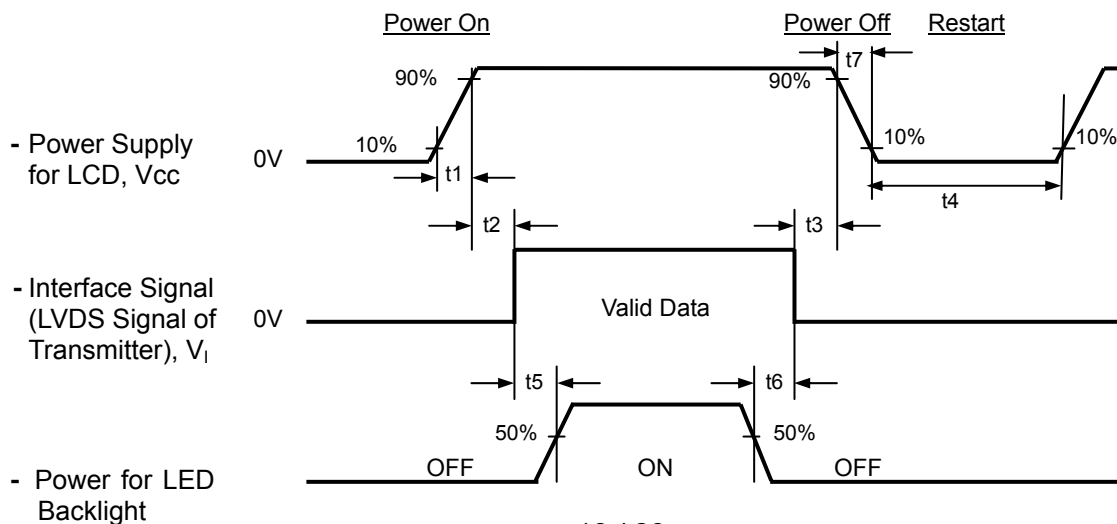 Power On
Power Off
Restart
t7
90%
90%
- Power Supply for LCD, Vcc
0V
10%
10%
10%
t1
t4
t2
t3
- Interface Signal (LVDS Signal of Transmitter), VI
0V
Valid Data
t5
t6
50%
50%
- Power for LED Backlight
OFF
ON
OFF